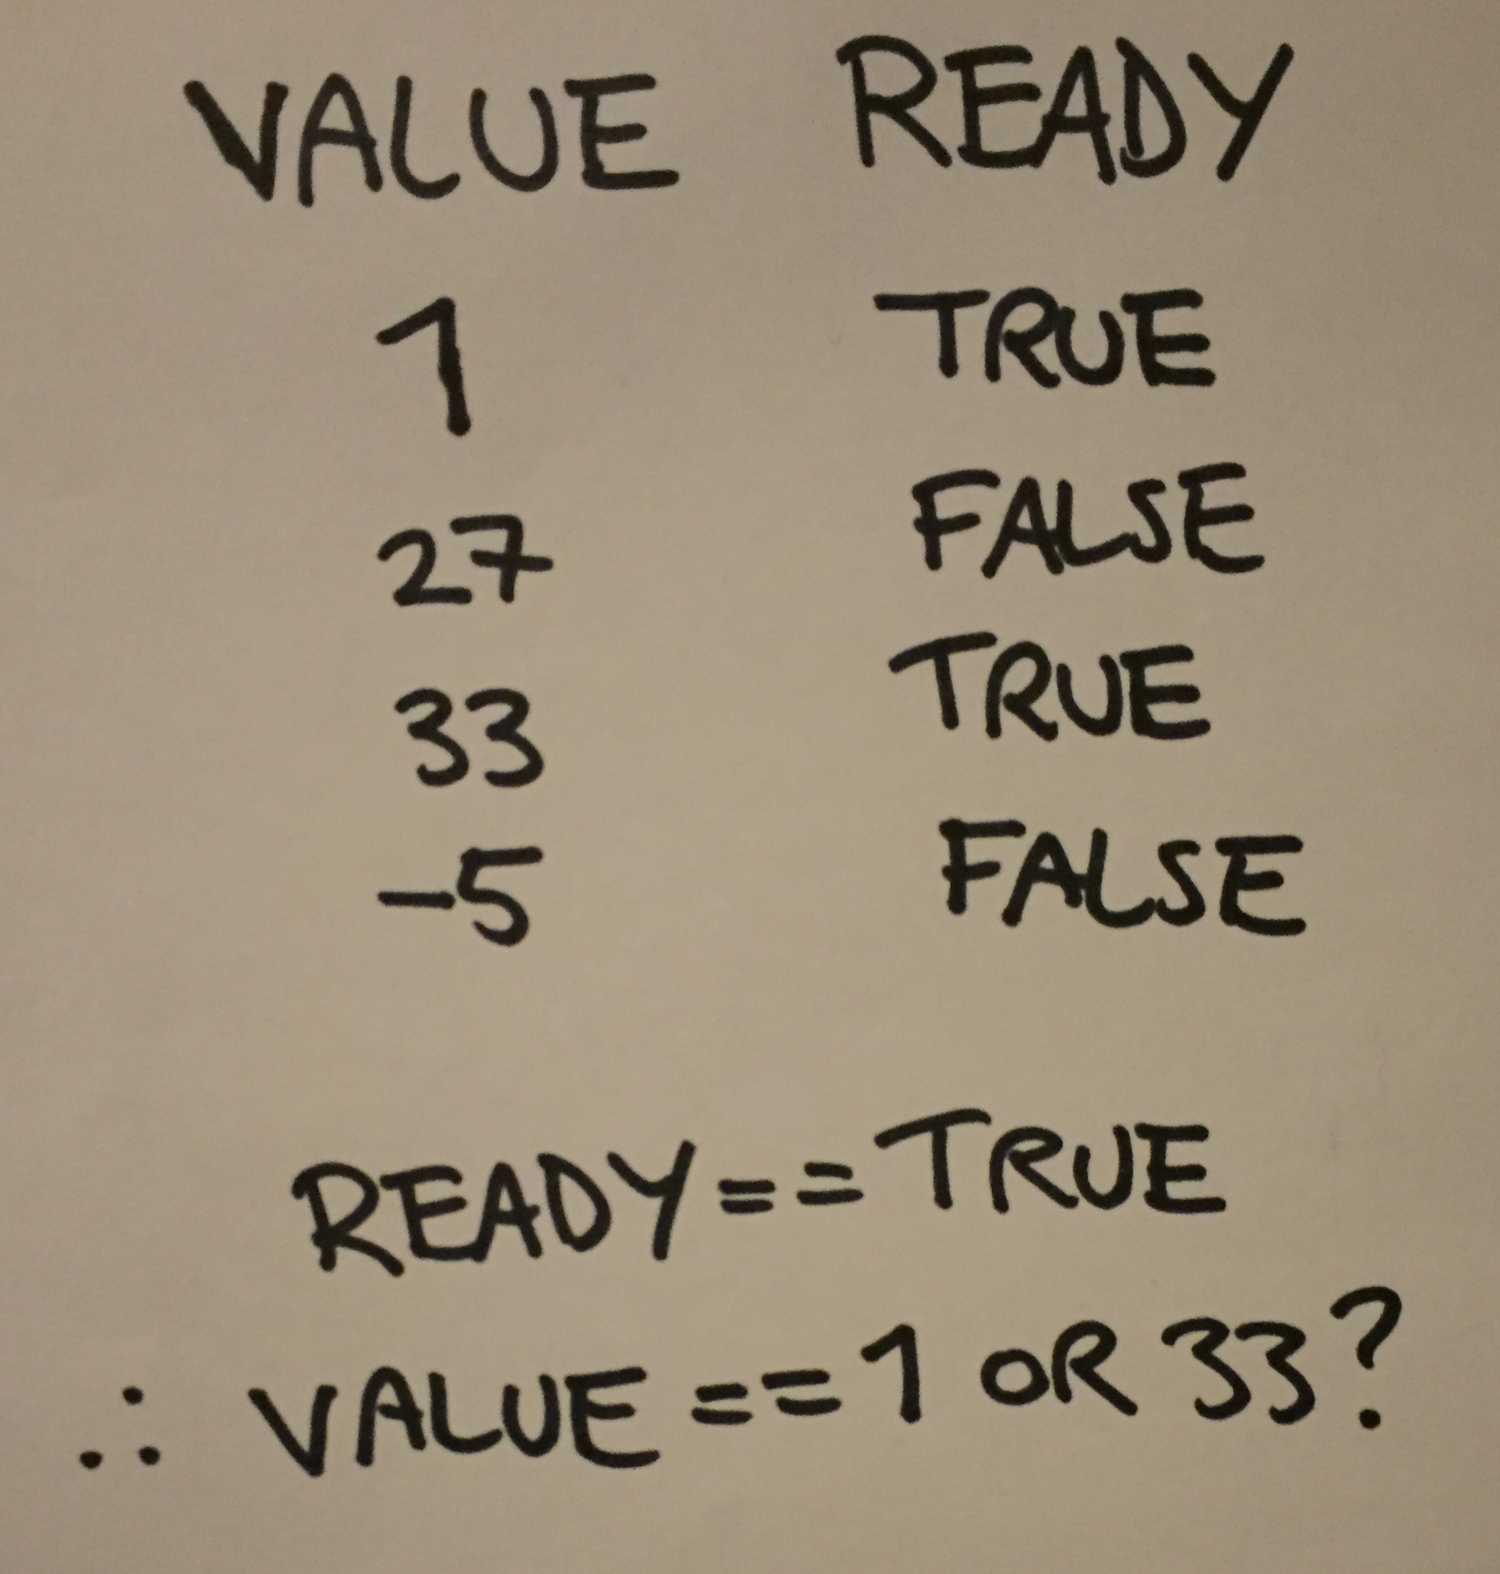 VALUE READY
1 TRUE
27 FALSE
33 TRUE
-5 FALSE
READY==TRUE
∴ VALUE==1 OR 33?